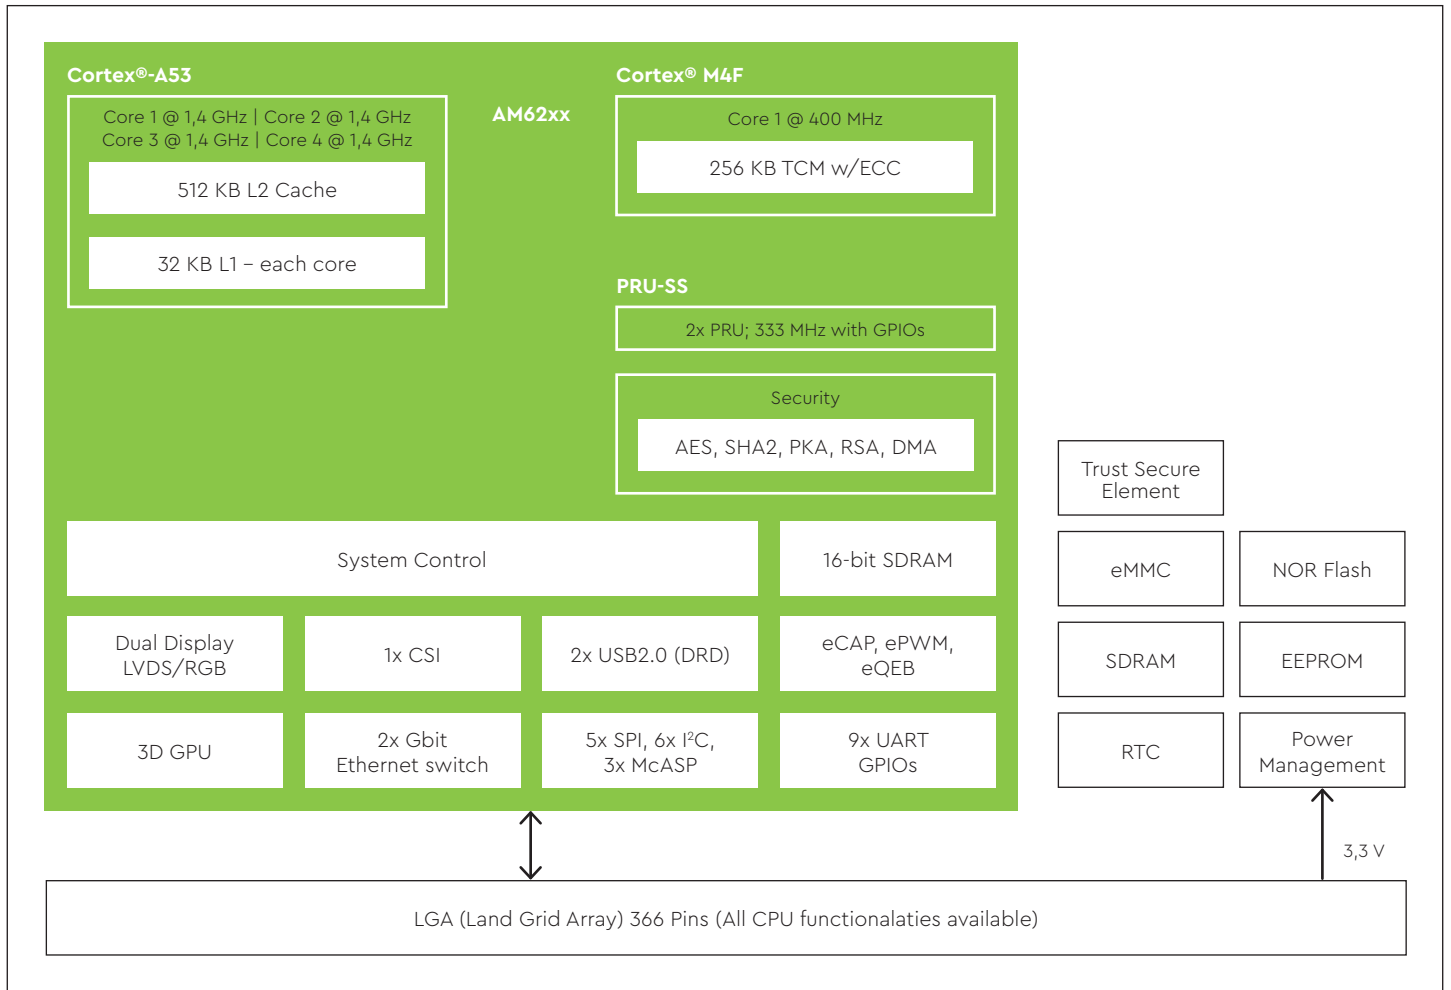 Cortex®-A53
Core 1 @ 1,4 GHz | Core 2 @ 1,4 GHz
Core 3 @ 1,4 GHz | Core 4 @ 1,4 GHz
512 KB L2 Cache
32 KB L1 – each core
AM62xx
Cortex® M4F
Core 1 @ 400 MHz
256 KB TCM w/ECC
PRU-SS
2x PRU; 333 MHz with GPIOs
Security
AES, SHA2, PKA, RSA, DMA
System Control
16-bit SDRAM
Dual Display
LVDS/RGB
1x CSI
2x USB2.0 (DRD)
eCAP, ePWM,
eQEB
3D GPU
2x Gbit
Ethernet switch
5x SPI, 6x I²C,
3x McASP
9x UART
GPIOs
Trust Secure
Element
eMMC
NOR Flash
SDRAM
EEPROM
RTC
Power
Management
3,3 V
LGA (Land Grid Array) 366 Pins (All CPU functionalaties available)